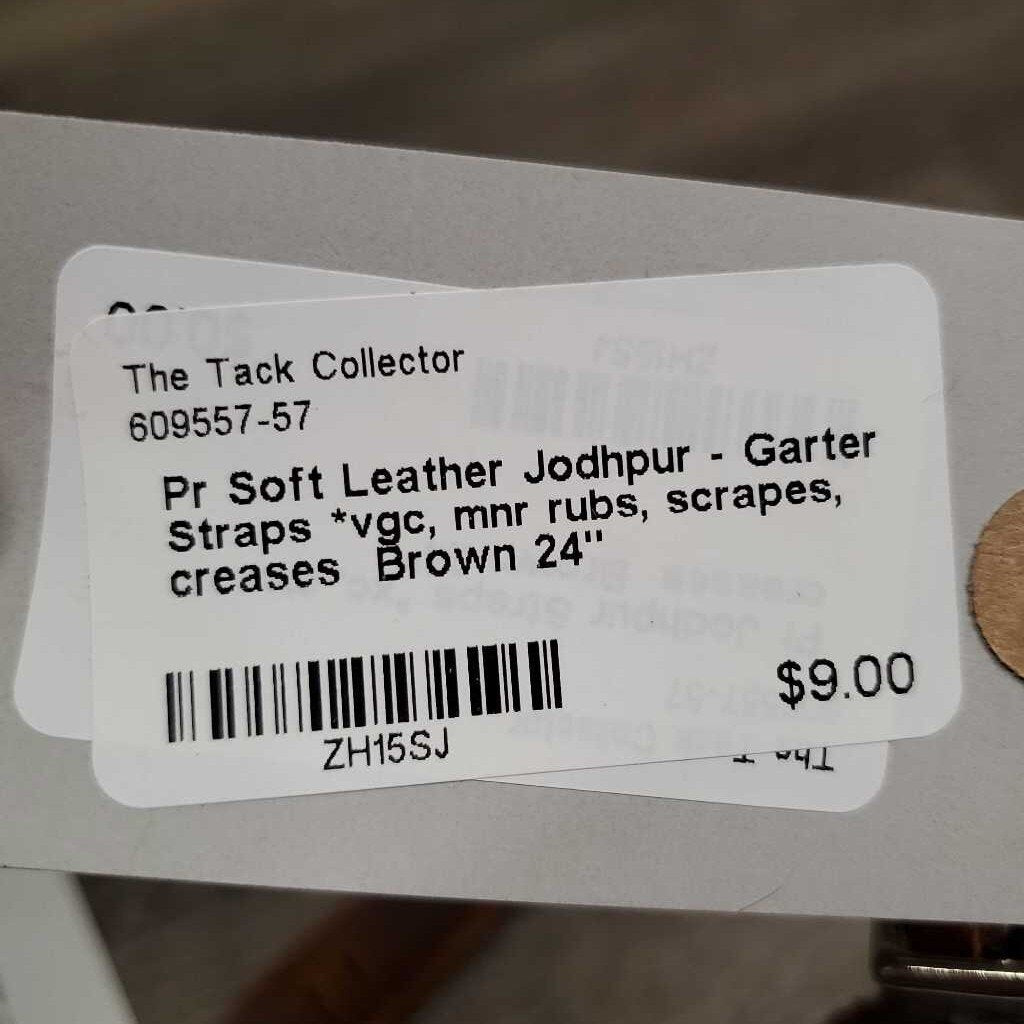 The Tack Collector
609557-57
Pr Soft Leather Jodhpur - Garter
Straps *vgc, mnr rubs, scrapes,
creases Brown 24"
$9.00
ZH15SJ
The T